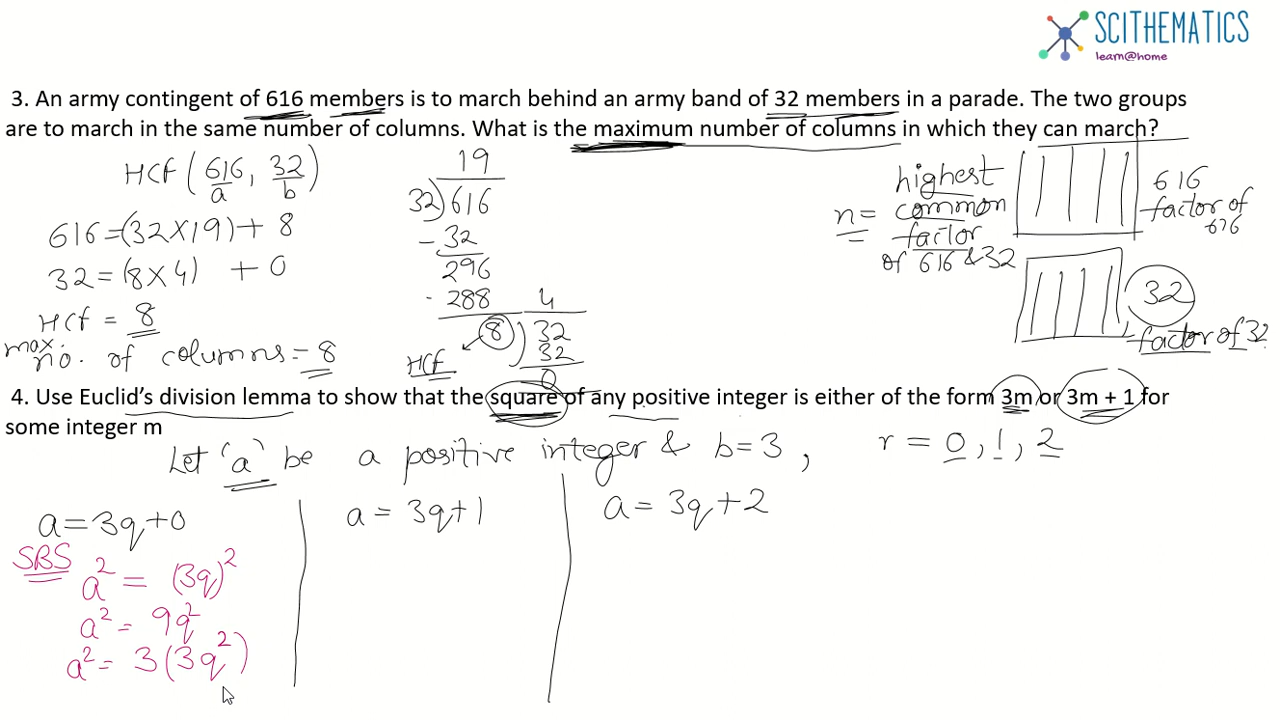 SCITHEMATICS
learn@home
3. An army contingent of 616 members is to march behind an army band of 32 members in a parade. The two groups
are to march in the same number of columns. What is the maximum number of columns in which they can march?
HCF (616, 32)
a b
616=(32×19)+ 8
32=(8×4) + 0
HCF = 8
max. no. of columns=8
19
32)616
-32
296
-288
8)32
4
32
0
HCF
n= highest
common
factor
of 616 & 32
616
factor of
616
32
factor of 32
4. Use Euclid’s division lemma to show that the square of any positive integer is either of the form 3m or 3m + 1 for
some integer m
Let 'a' be a positive integer & b=3, r = 0,1,2
a=3q+0
SBS
a² = (3q)²
a² = 9q²
a² = 3(3q²)
a = 3q+1
a = 3q+2